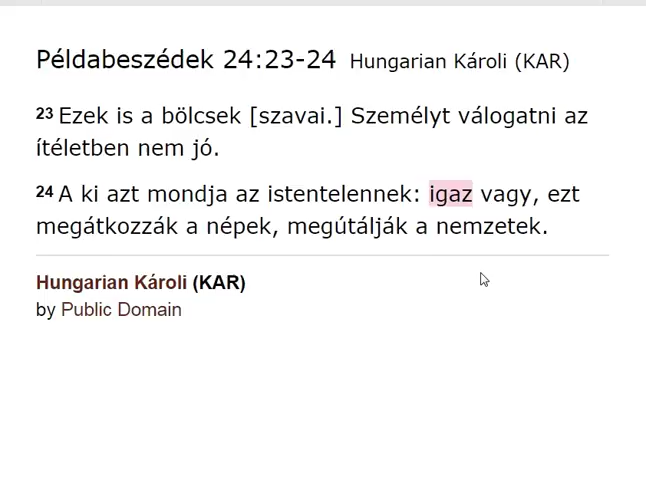 Példabeszédek 24:23-24 Hungarian Károli (KAR)
23 Ezek is a bölcsek [szavai.] Személyt válogatni az
ítéletben nem jó.
24 A ki azt mondja az istentelennek: igaz vagy, ezt
megátkozzák a népek, megútálják a nemzetek.
Hungarian Károli (KAR)
by Public Domain